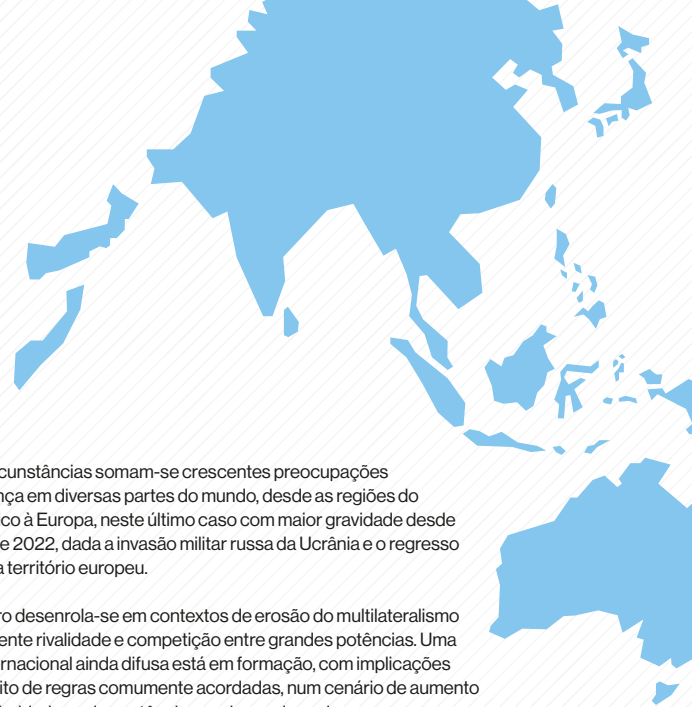 cunstâncias somam-se crescentes preocupações
nça em diversas partes do mundo, desde as regiões do
co à Europa, neste último caso com maior gravidade desde
e 2022, dada a invasão militar russa da Ucrânia e o regresso
a território europeu.
ro desenrola-se em contextos de erosão do multilateralismo
ente rivalidade e competição entre grandes potências. Uma
rnacional ainda difusa está em formação, com implicações
ito de regras comumente acordadas, num cenário de aumento